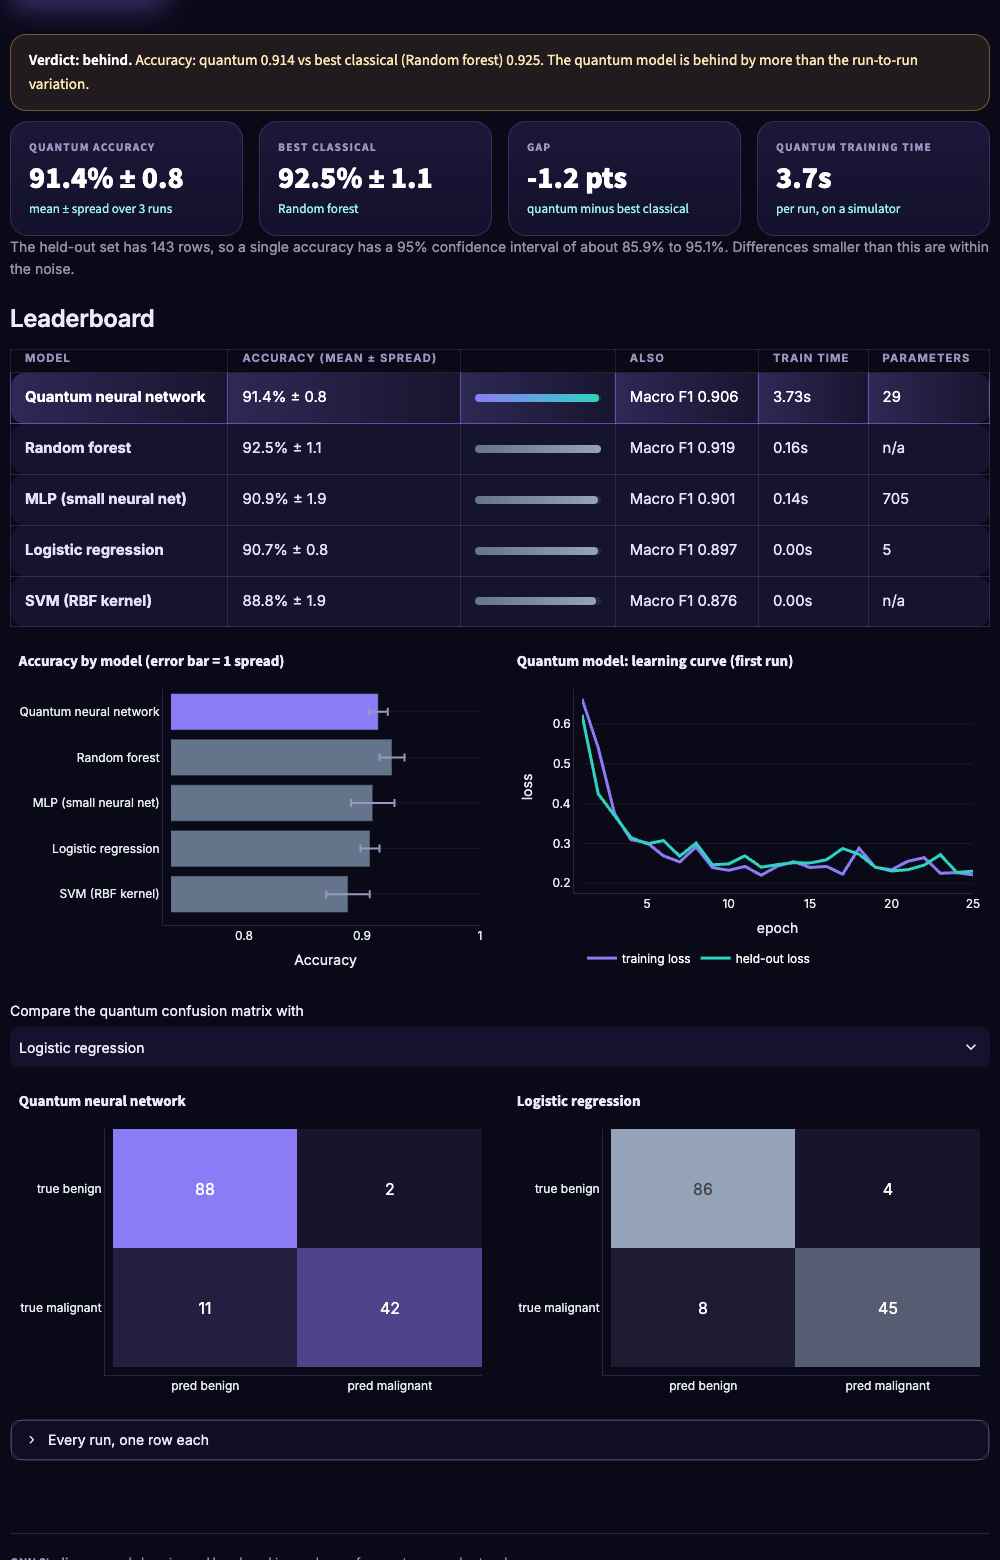 Verdict: behind. Accuracy: quantum 0.914 vs best classical (Random forest) 0.925. The quantum model is behind by more than the run-to-run
variation.
QUANTUM ACCURACY
91.4% ± 0.8
mean ± spread over 3 runs
BEST CLASSICAL
92.5% ± 1.1
Random forest
GAP
-1.2 pts
quantum minus best classical
QUANTUM TRAINING TIME
3.7s
per run, on a simulator
The held-out set has 143 rows, so a single accuracy has a 95% confidence interval of about 85.9% to 95.1%. Differences smaller than this are within
the noise.
Leaderboard
MODEL ACCURACY (MEAN ± SPREAD) ALSO TRAIN TIME PARAMETERS
Quantum neural network 91.4% ± 0.8 Macro F1 0.906 3.73s 29
Random forest 92.5% ± 1.1 Macro F1 0.919 0.16s n/a
MLP (small neural net) 90.9% ± 1.9 Macro F1 0.901 0.14s 705
Logistic regression 90.7% ± 0.8 Macro F1 0.897 0.00s 5
SVM (RBF kernel) 88.8% ± 1.9 Macro F1 0.876 0.00s n/a
Accuracy by model (error bar = 1 spread)
Quantum neural network
Random forest
MLP (small neural net)
Logistic regression
SVM (RBF kernel)
0.8 0.9 1
Accuracy
Quantum model: learning curve (first run)
0.6
0.5
0.4
0.3
0.2
loss
5 10 15 20 25
epoch
training loss held-out loss
Compare the quantum confusion matrix with
Logistic regression
Quantum neural network
true benign 88 2
true malignant 11 42
pred benign pred malignant
Logistic regression
true benign 86 4
true malignant 8 45
pred benign pred malignant
Every run, one row each